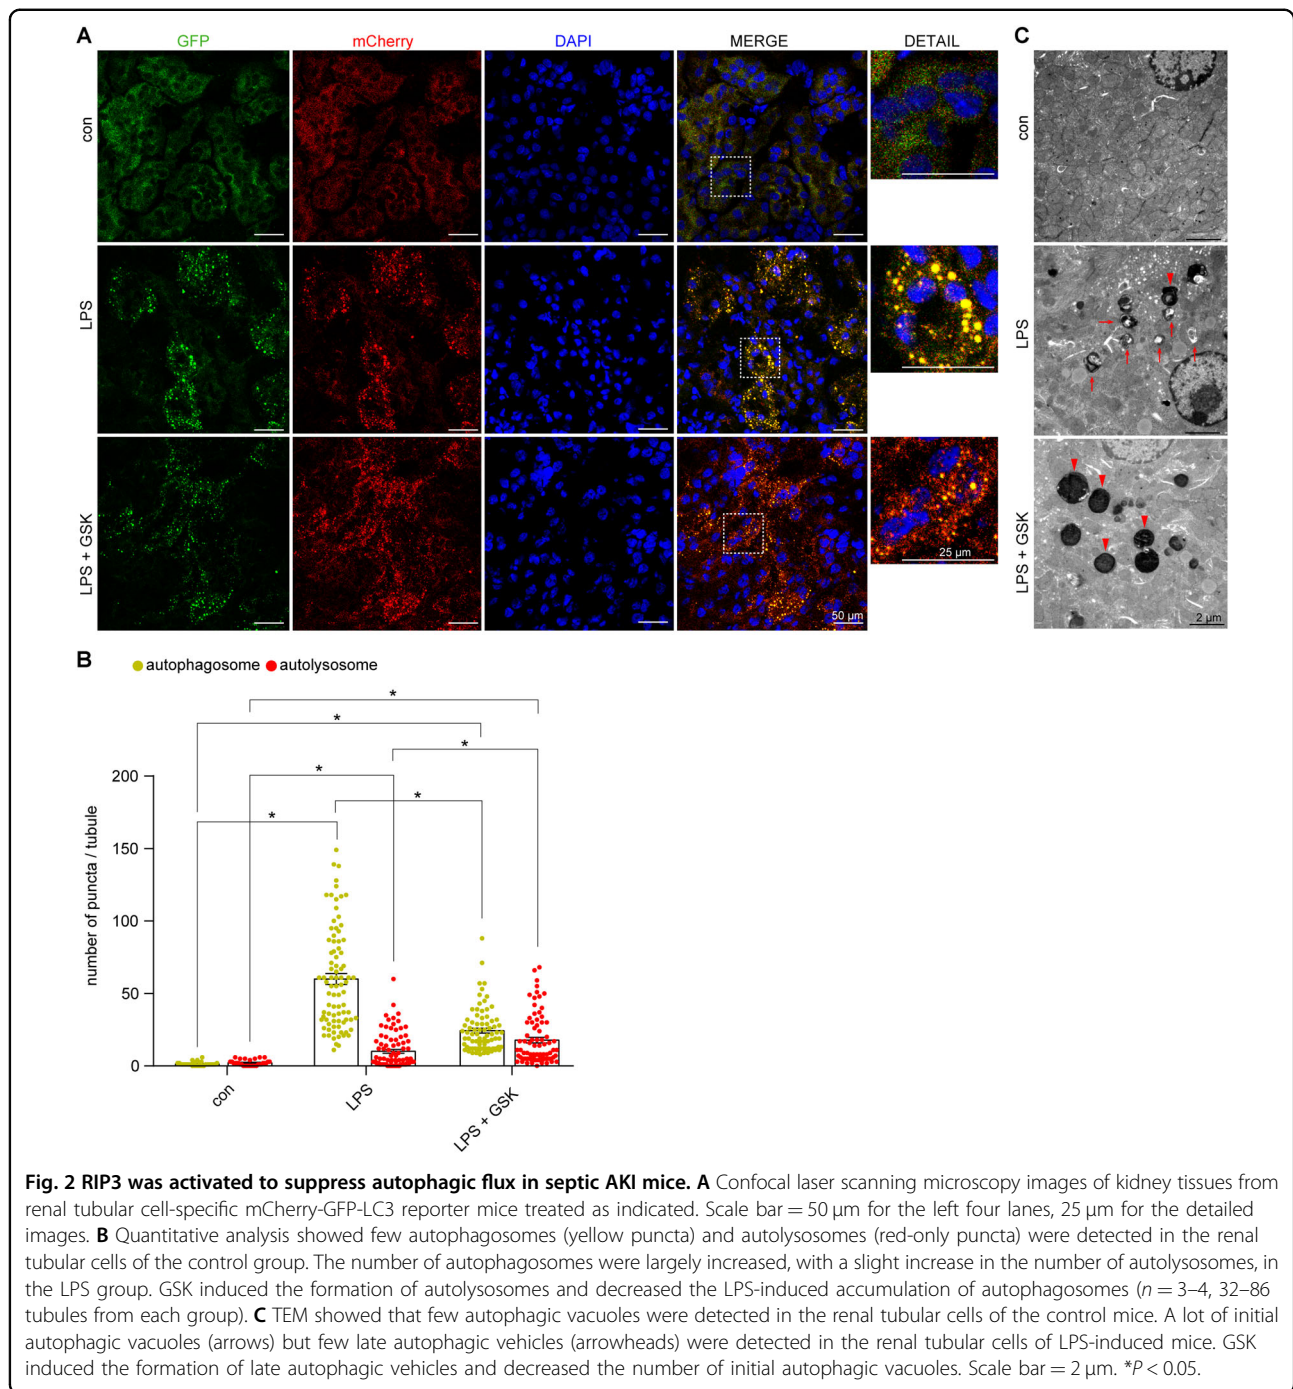 A
C
GFP
mCherry
DAPI
MERGE
DETAIL
con
con
LPS
LPS
LPS + GSK
25 µm
50 µm
LPS + GSK
2 µm
B
autophagosome
autolysosome
*
*
*
*
*
*
number of puncta / tubule
200
150
100
50
0
con
LPS
LPS + GSK
Fig. 2 RIP3 was activated to suppress autophagic flux in septic AKI mice. A Confocal laser scanning microscopy images of kidney tissues from
renal tubular cell-specific mCherry-GFP-LC3 reporter mice treated as indicated. Scale bar = 50 µm for the left four lanes, 25 µm for the detailed
images. B Quantitative analysis showed few autophagosomes (yellow puncta) and autolysosomes (red-only puncta) were detected in the renal
tubular cells of the control group. The number of autophagosomes were largely increased, with a slight increase in the number of autolysosomes, in
the LPS group. GSK induced the formation of autolysosomes and decreased the LPS-induced accumulation of autophagosomes (n = 3–4, 32–86
tubules from each group). C TEM showed that few autophagic vacuoles were detected in the renal tubular cells of the control mice. A lot of initial
autophagic vacuoles (arrows) but few late autophagic vehicles (arrowheads) were detected in the renal tubular cells of LPS-induced mice. GSK
induced the formation of late autophagic vehicles and decreased the number of initial autophagic vacuoles. Scale bar = 2 µm. *P < 0.05.